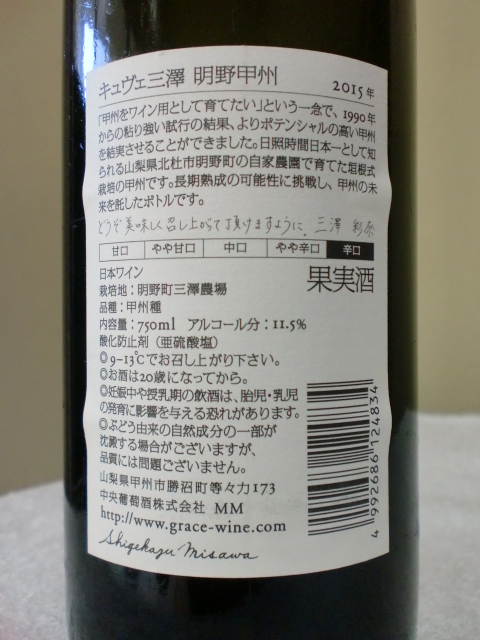 キュヴェ三澤 明野甲州 2015年
「甲州をワイン用として育てたい」という一念で、1990年
からの粘り強い試行の結果、よりポテンシャルの高い甲州
を結実させることができました。日照時間日本一として知
られる山梨県北杜市明野町の自家農園で育てた垣根式
栽培の甲州です。長期熟成の可能性に挑戦し、甲州の未
来を託したボトルです。
どうぞ美味しく召し上がって頂けますように。三澤 彩奈
甘口 やや甘口 中口 やや辛口 辛口
日本ワイン 果実酒
栽培地：明野町三澤農場
品種：甲州種
内容量：750ml アルコール分：11.5%
酸化防止剤（亜硫酸塩）
◎9-13℃でお召し上がり下さい。
◎お酒は20歳になってから。
◎妊娠中や授乳期の飲酒は、胎児・乳児
の発育に影響を与える恐れがあります。
◎ぶどう由来の自然成分の一部が
沈澱する場合がございますが、
品質には問題ございません。
山梨県甲州市勝沼町等々力173
中央葡萄酒株式会社 MM
http://www.grace-wine.com
Shigekazu Misawa
4 992686 124834